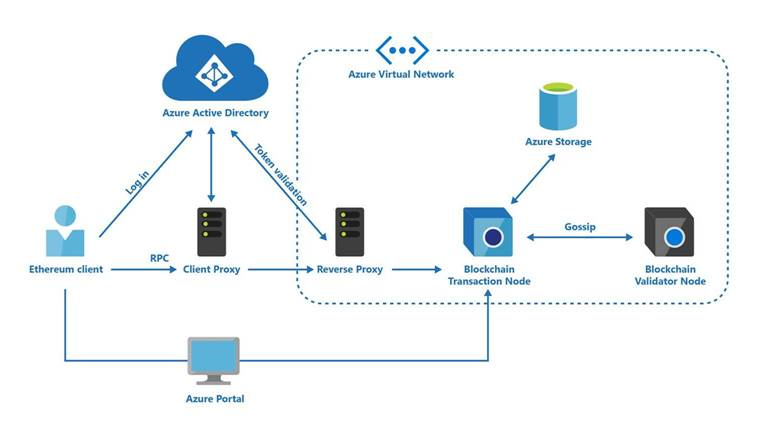 Azure Virtual Network
Azure Active Directory
Azure Storage
Log in
Token validation
Gossip
RPC
Ethereum client
Client Proxy
Reverse Proxy
Blockchain
Transaction Node
Blockchain
Validator Node
Azure Portal